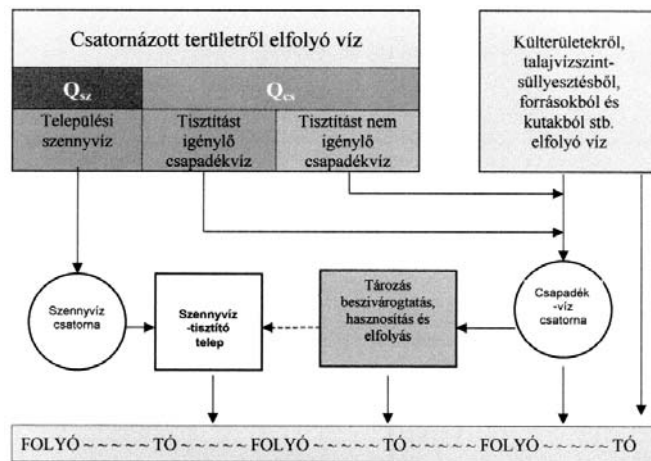 Csatornázott területről elfolyó víz
Q_sz
Q_cs
Települési
szennyvíz
Tisztítást
igénylő
csapadékvíz
Tisztítást nem
igénylő
csapadékvíz
Külterületekről,
talajvízszint-
süllyesztésből,
forrásokból és
kutakból stb.
elfolyó víz
Szennyvíz
csatorna
Szennyvíz
-tisztító
telep
Tározás
beszivárogtatás,
hasznosítás és
elfolyás
Csapadék
-víz
csatorna
FOLYÓ ~ ~ ~ ~ ~ TÓ ~ ~ ~ ~ ~ FOLYÓ ~ ~ ~ ~ ~ TÓ ~ ~ ~ ~ ~ FOLYÓ ~ ~ ~ ~ ~ TÓ